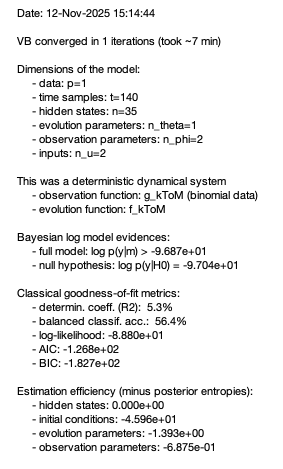 Date: 12-Nov-2025 15:14:44
VB converged in 1 iterations (took ~7 min)
Dimensions of the model:
- data: p=1
- time samples: t=140
- hidden states: n=35
- evolution parameters: n_theta=1
- observation parameters: n_phi=2
- inputs: n_u=2
This was a deterministic dynamical system
- observation function: g_kToM (binomial data)
- evolution function: f_kToM
Bayesian log model evidences:
- full model: log p(y|m) > -9.687e+01
- null hypothesis: log p(y|H0) = -9.704e+01
Classical goodness-of-fit metrics:
- determin. coeff. (R2): 5.3%
- balanced classif. acc.: 56.4%
- log-likelihood: -8.880e+01
- AIC: -1.268e+02
- BIC: -1.827e+02
Estimation efficiency (minus posterior entropies):
- hidden states: 0.000e+00
- initial conditions: -4.596e+01
- evolution parameters: -1.393e+00
- observation parameters: -6.875e-01